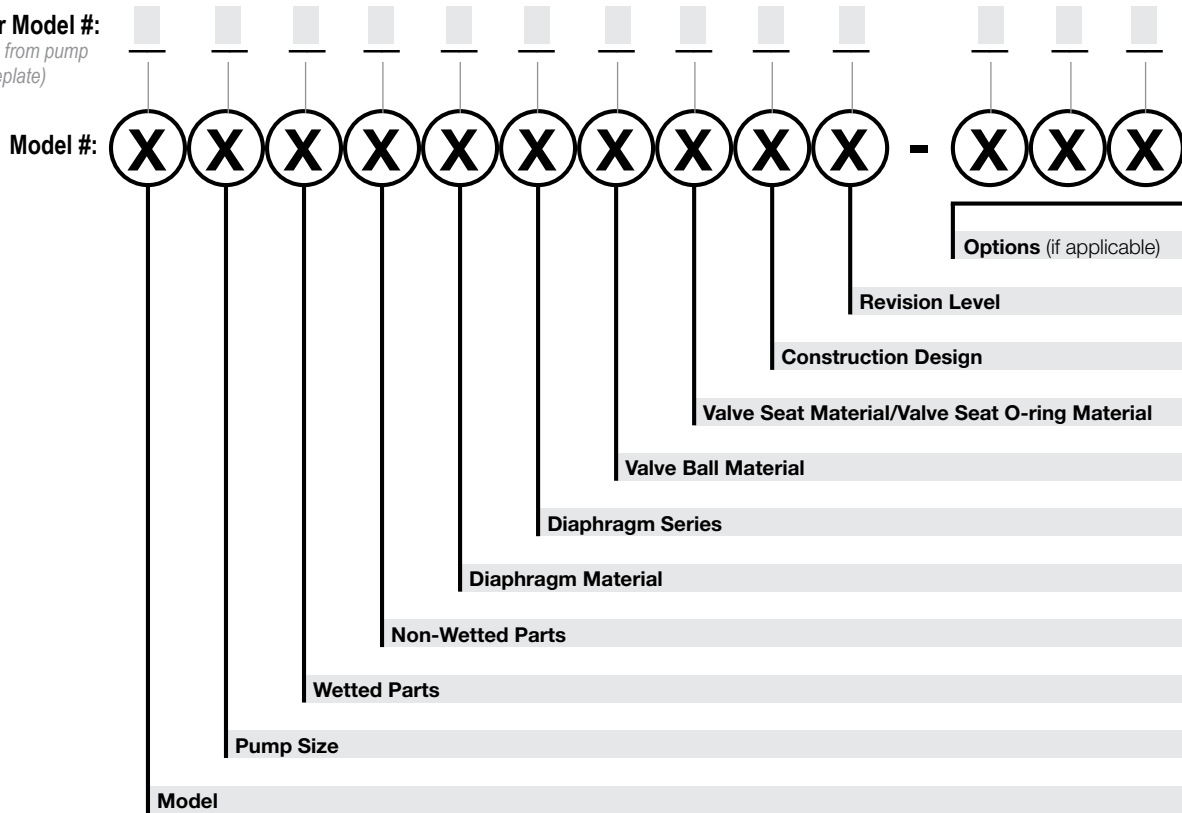 r Model #:
from pump
eplate)
Model #: X X X X X X X X X X - X X X
Options (if applicable)
Revision Level
Construction Design
Valve Seat Material/Valve Seat O-ring Material
Valve Ball Material
Diaphragm Series
Diaphragm Material
Non-Wetted Parts
Wetted Parts
Pump Size
Model